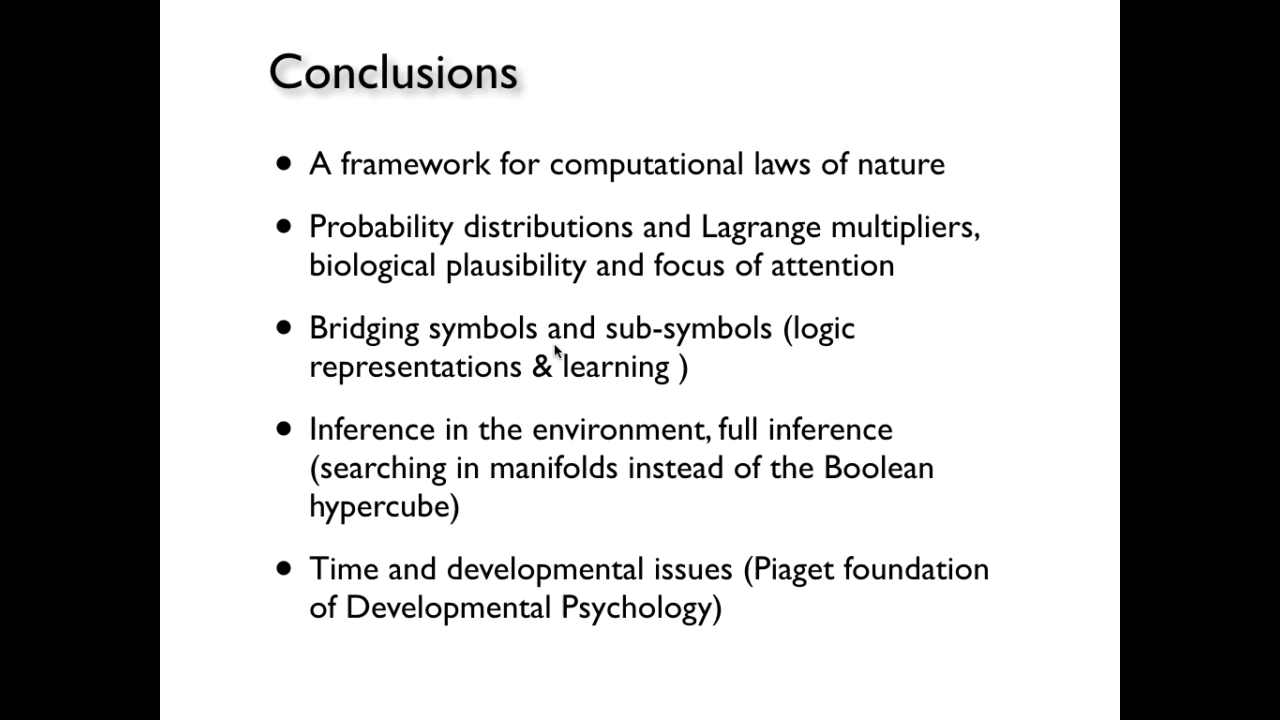 Conclusions
• A framework for computational laws of nature
• Probability distributions and Lagrange multipliers,
biological plausibility and focus of attention
• Bridging symbols and sub-symbols (logic
representations & learning )
• Inference in the environment, full inference
(searching in manifolds instead of the Boolean
hypercube)
• Time and developmental issues (Piaget foundation
of Developmental Psychology)